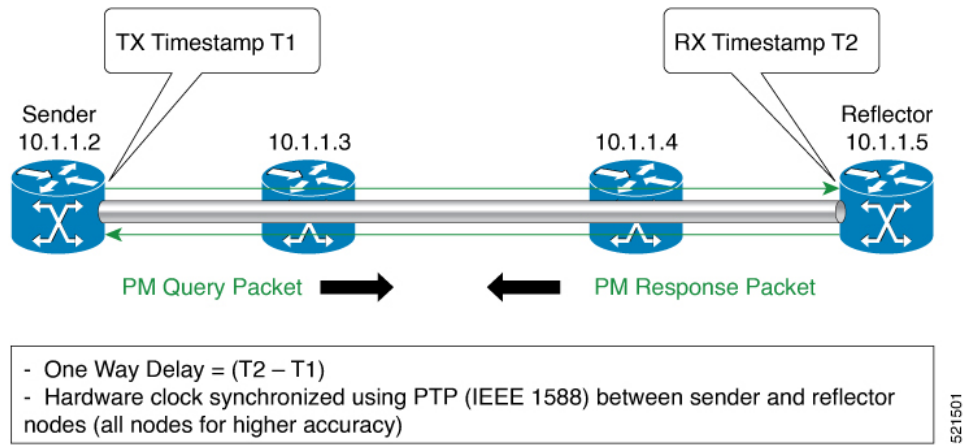 TX Timestamp T1
RX Timestamp T2
Sender
10.1.1.2
10.1.1.3
10.1.1.4
Reflector
10.1.1.5
PM Query Packet
PM Response Packet
- One Way Delay = (T2 – T1)
- Hardware clock synchronized using PTP (IEEE 1588) between sender and reflector
nodes (all nodes for higher accuracy)
521501